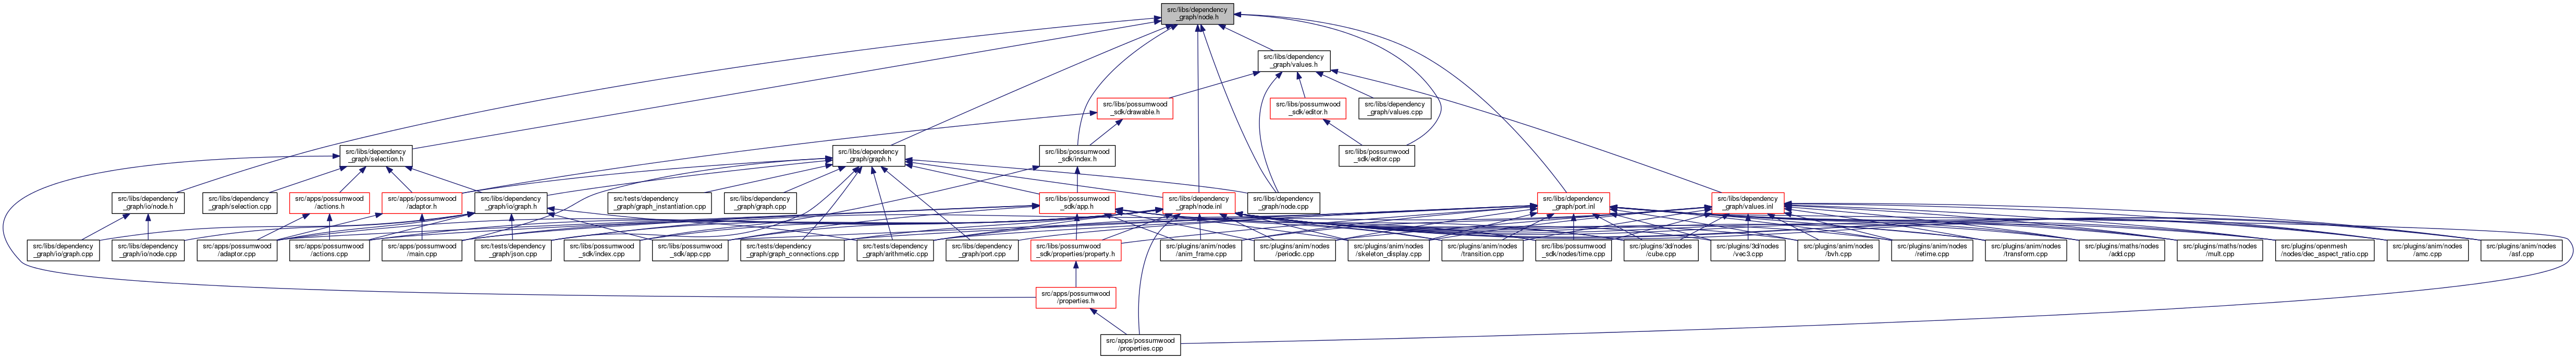 src/libs/dependency
_graph/node.h
src/libs/dependency
_graph/values.h
src/libs/possumwood
_sdk/drawable.h
src/libs/possumwood
_sdk/editor.h
src/libs/dependency
_graph/values.cpp
src/libs/dependency
_graph/selection.h
src/libs/dependency
_graph/graph.h
src/libs/possumwood
_sdk/index.h
src/libs/possumwood
_sdk/editor.cpp
src/libs/dependency
_graph/io/node.h
src/libs/dependency
_graph/selection.cpp
src/apps/possumwood
/actions.h
src/apps/possumwood
/adaptor.h
src/libs/dependency
_graph/io/graph.h
src/tests/dependency
_graph/graph_instantiation.cpp
src/libs/dependency
_graph/graph.cpp
src/libs/possumwood
_sdk/app.h
src/libs/dependency
_graph/node.inl
src/libs/dependency
_graph/node.cpp
src/libs/dependency
_graph/port.inl
src/libs/dependency
_graph/values.inl
src/libs/dependency
_graph/io/graph.cpp
src/libs/dependency
_graph/io/node.cpp
src/apps/possumwood
/adaptor.cpp
src/apps/possumwood
/actions.cpp
src/apps/possumwood
/main.cpp
src/tests/dependency
_graph/json.cpp
src/libs/possumwood
_sdk/index.cpp
src/libs/possumwood
_sdk/app.cpp
src/tests/dependency
_graph/graph_connections.cpp
src/tests/dependency
_graph/arithmetic.cpp
src/libs/dependency
_graph/port.cpp
src/libs/possumwood
_sdk/properties/property.h
src/plugins/anim/nodes
/anim_frame.cpp
src/plugins/anim/nodes
/periodic.cpp
src/plugins/anim/nodes
/skeleton_display.cpp
src/plugins/anim/nodes
/transition.cpp
src/libs/possumwood
_sdk/nodes/time.cpp
src/plugins/3d/nodes
/cube.cpp
src/plugins/3d/nodes
/vec3.cpp
src/plugins/anim/nodes
/bvh.cpp
src/plugins/anim/nodes
/retime.cpp
src/plugins/anim/nodes
/transform.cpp
src/plugins/maths/nodes
/add.cpp
src/plugins/maths/nodes
/mult.cpp
src/plugins/openmesh
/nodes/dec_aspect_ratio.cpp
src/plugins/anim/nodes
/amc.cpp
src/plugins/anim/nodes
/asf.cpp
src/apps/possumwood
/properties.h
src/apps/possumwood
/properties.cpp